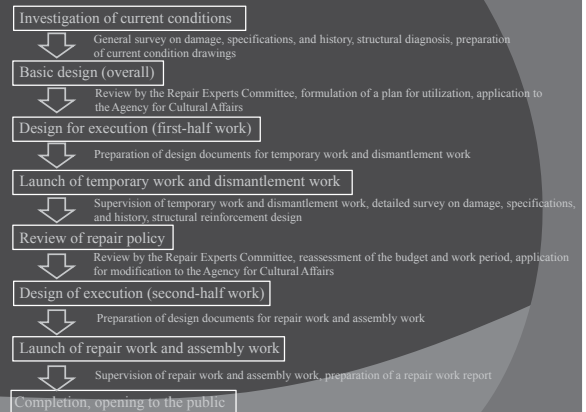 Investigation of current conditions
General survey on damage, specifications, and history, structural diagnosis, preparation
of current condition drawings
Basic design (overall)
Review by the Repair Experts Committee, formulation of a plan for utilization, application to
the Agency for Cultural Affairs
Design for execution (first-half work)
Preparation of design documents for temporary work and dismantlement work
Launch of temporary work and dismantlement work
Supervision of temporary work and dismantlement work, detailed survey on damage, specifications,
and history, structural reinforcement design
Review of repair policy
Review by the Repair Experts Committee, reassessment of the budget and work period, application
for modification to the Agency for Cultural Affairs
Design of execution (second-half work)
Preparation of design documents for repair work and assembly work
Launch of repair work and assembly work
Supervision of repair work and assembly work, preparation of a repair work report
Completion, opening to the public